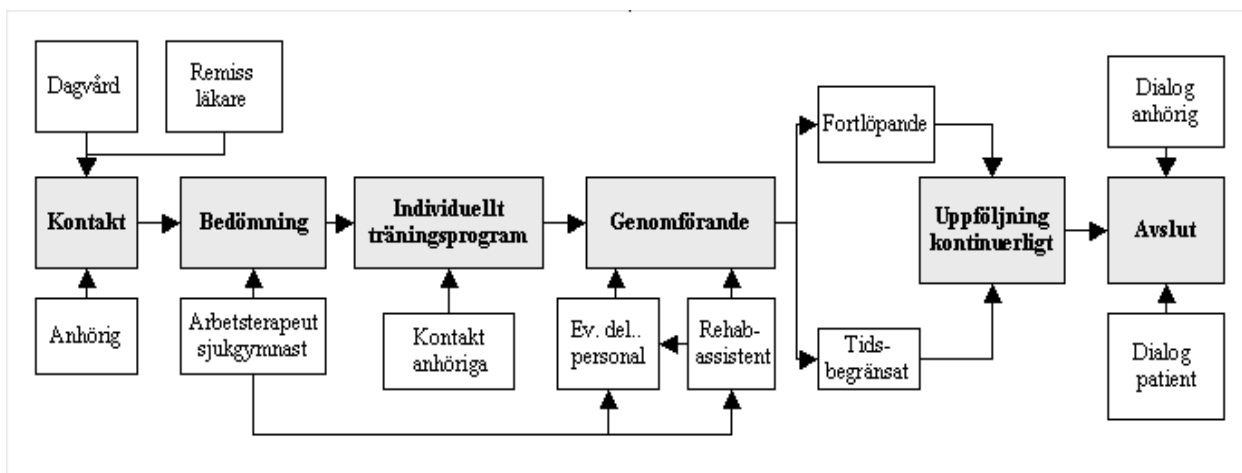 Dagvård
Remiss
läkare
Kontakt
Anhörig
Bedömning
Arbetsterapeut
sjukgymnast
Individuellt
träningsprogram
Kontakt
anhöriga
Genomförande
Ev. del..
personal
Rehab-
assistent
Fortlöpande
Tids-
begränsat
Uppföljning
kontinuerligt
Dialog
anhörig
Avslut
Dialog
patient